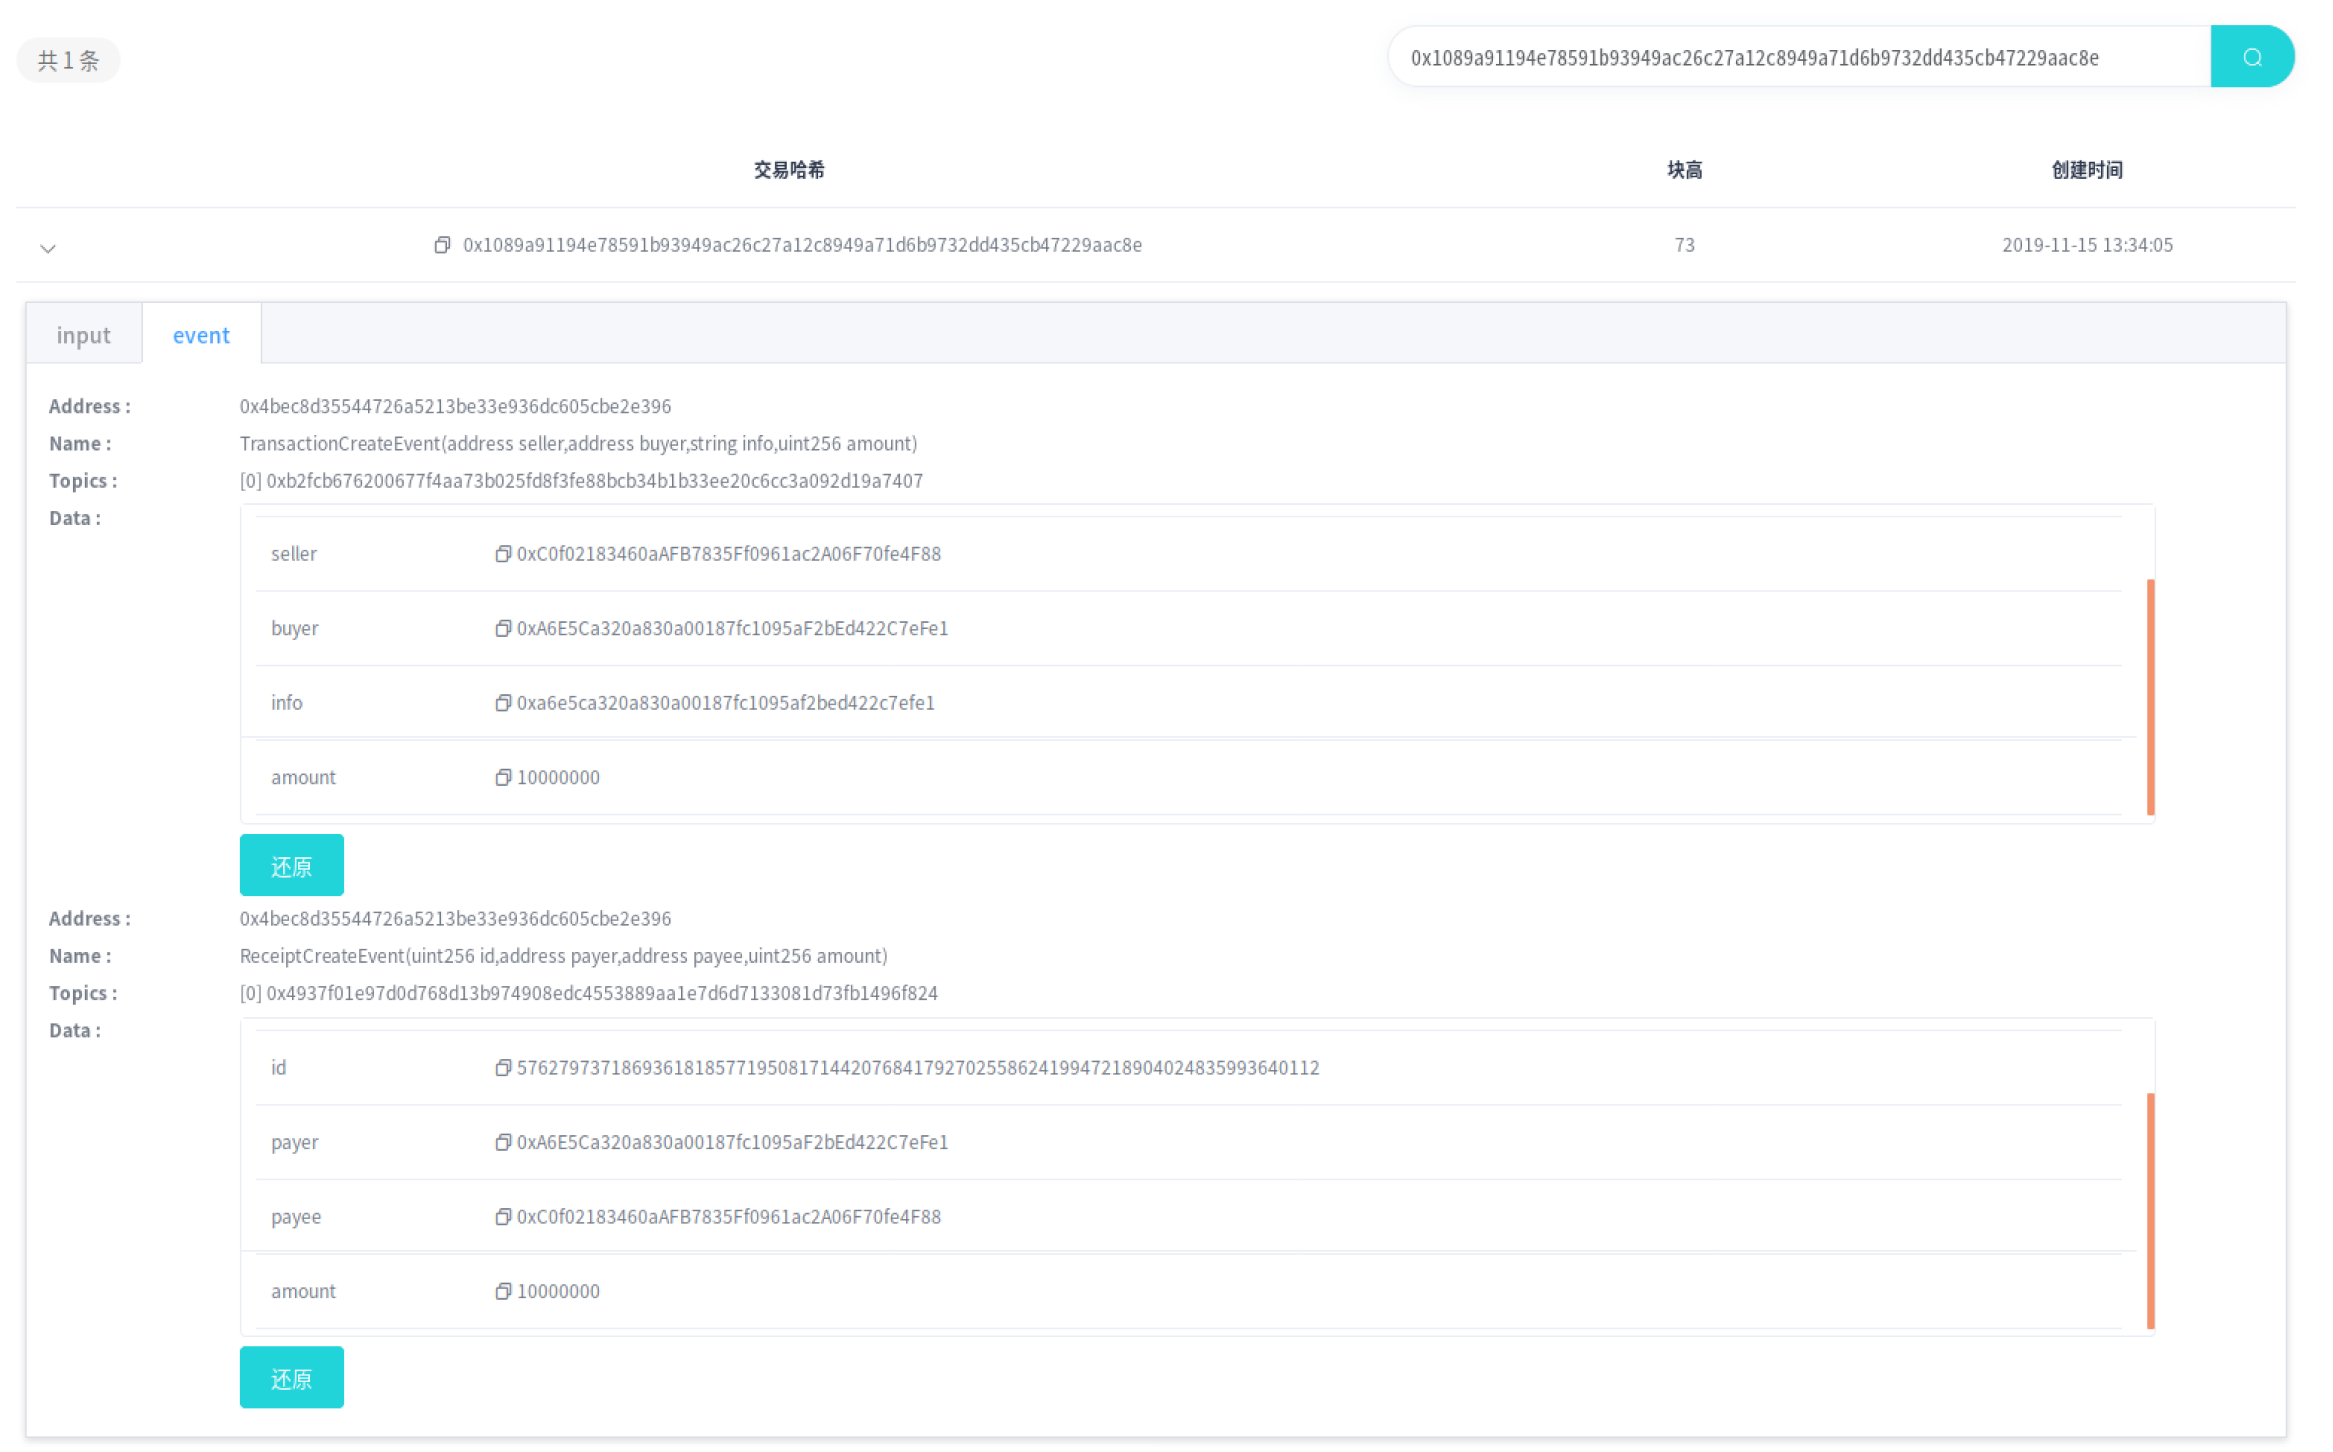 共 1 条
0x1089a91194e78591b93949ac26c27a12c8949a71d6b9732dd435cb47229aac8e
交易哈希 块高 创建时间
0x1089a91194e78591b93949ac26c27a12c8949a71d6b9732dd435cb47229aac8e 73 2019-11-15 13:34:05
input event
Address : 0x4bec8d35544726a5213be33e936dc605cbe2e396
Name : TransactionCreateEvent(address seller,address buyer,string info,uint256 amount)
Topics : [0] 0xb2fcb676200677f4aa73b025fd8f3fe88bcb34b1b33ee20c6cc3a092d19a7407
Data :
seller 0xC0f02183460aAFB7835Ff0961ac2A06F70fe4F88
buyer 0xA6E5Ca320a830a00187fc1095aF2bEd422C7eFe1
info 0xa6e5ca320a830a00187fc1095af2bed422c7efe1
amount 10000000
还原
Address : 0x4bec8d35544726a5213be33e936dc605cbe2e396
Name : ReceiptCreateEvent(uint256 id,address payer,address payee,uint256 amount)
Topics : [0] 0x4937f01e97d0d768d13b974908edc4553889aa1e7d6d7133081d73fb1496f824
Data :
id 57627973718693618185771950817144207684179270255862419947218904024835993640112
payer 0xA6E5Ca320a830a00187fc1095aF2bEd422C7eFe1
payee 0xC0f02183460aAFB7835Ff0961ac2A06F70fe4F88
amount 10000000
还原